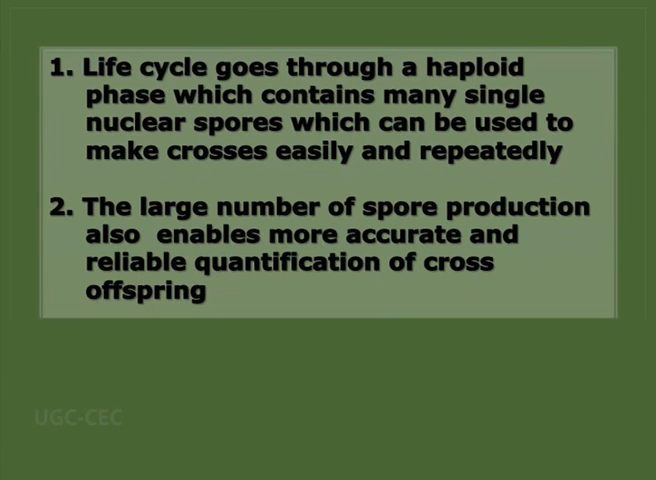 1. Life cycle goes through a haploid
phase which contains many single
nuclear spores which can be used to
make crosses easily and repeatedly
2. The large number of spore production
also enables more accurate and
reliable quantification of cross
offspring
UGC-CEC